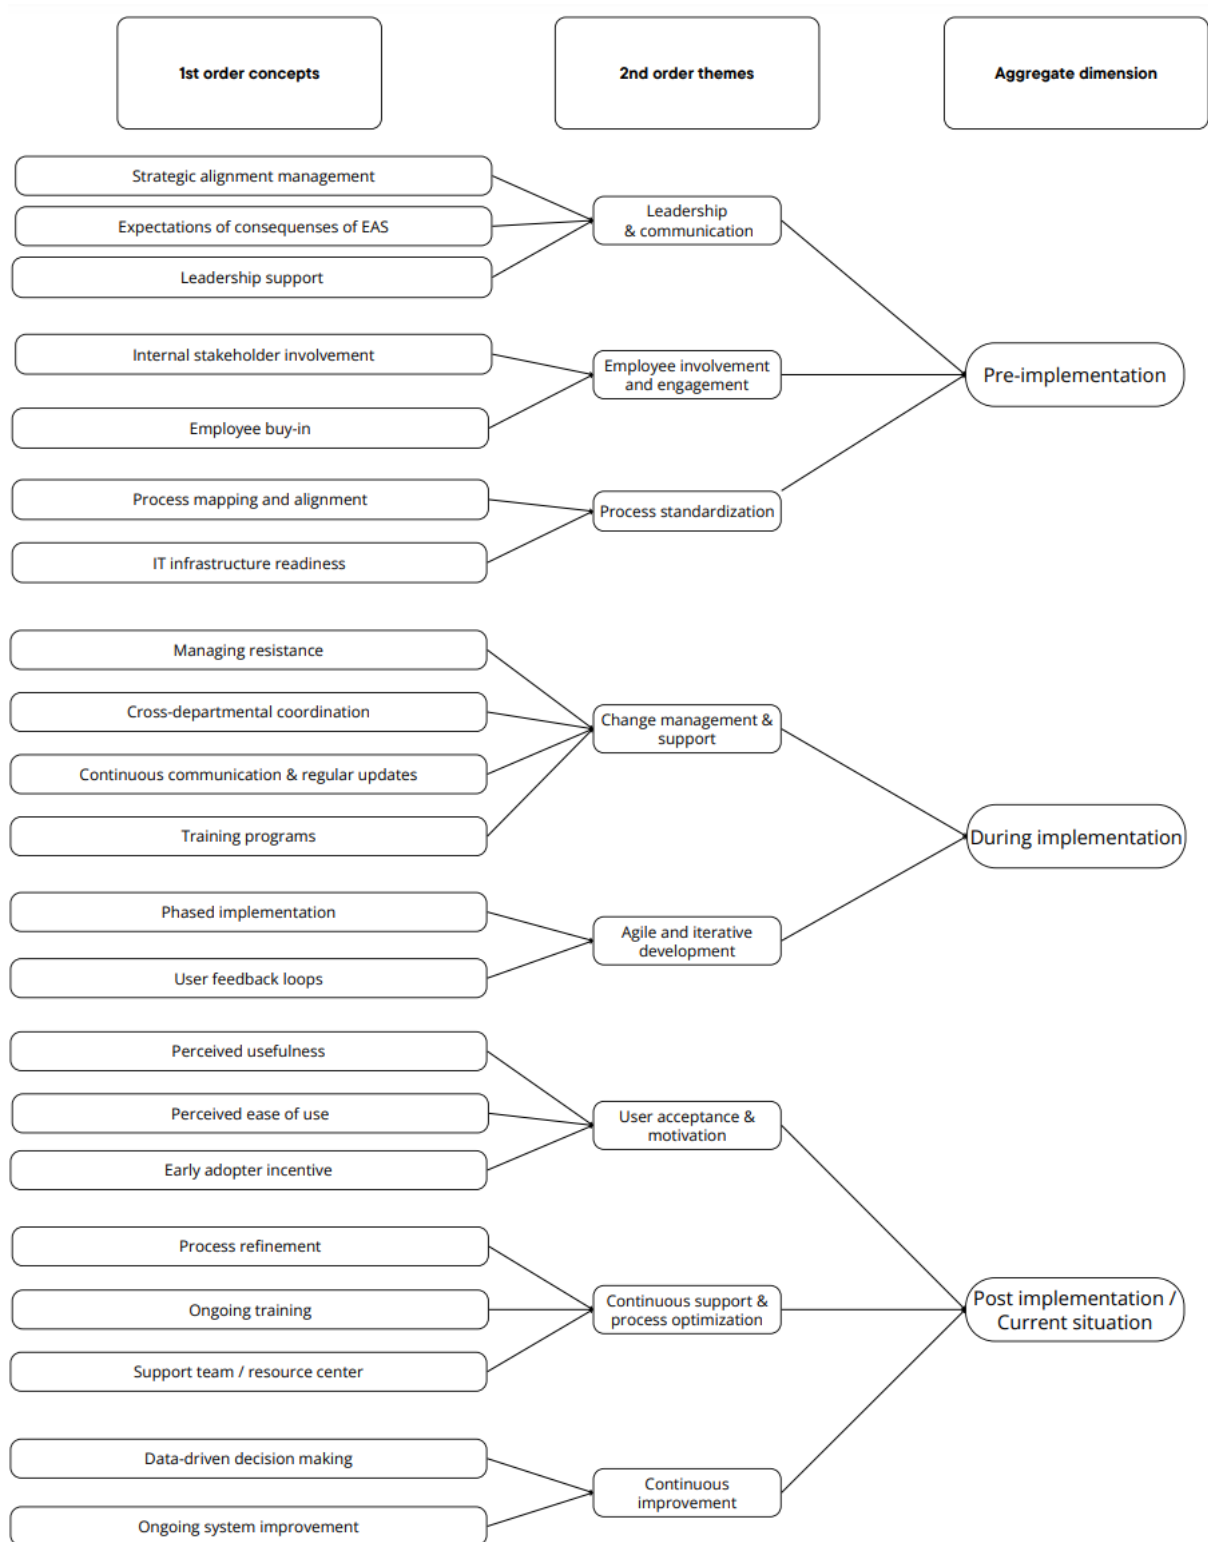 1st order concepts
2nd order themes
Aggregate dimension
Strategic alignment management
Expectations of consequenses of EAS
Leadership support
Leadership
& communication
Internal stakeholder involvement
Employee buy-in
Employee involvement
and engagement
Pre-implementation
Process mapping and alignment
IT infrastructure readiness
Process standardization
Managing resistance
Cross-departmental coordination
Continuous communication & regular updates
Training programs
Change management &
support
During implementation
Phased implementation
User feedback loops
Agile and iterative
development
Perceived usefulness
Perceived ease of use
Early adopter incentive
User acceptance &
motivation
Process refinement
Ongoing training
Support team / resource center
Continuous support &
process optimization
Post implementation /
Current situation
Data-driven decision making
Ongoing system improvement
Continuous
improvement